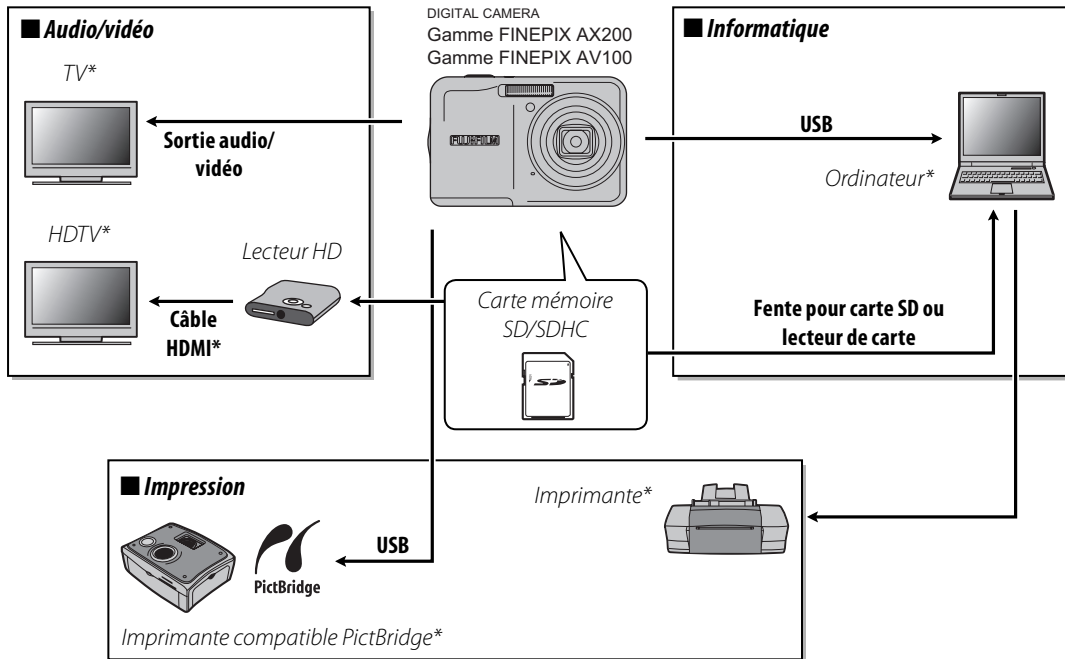 ■ Audio/vidéo
TV*
Sortie audio/
vidéo
HDTV*
Lecteur HD
Câble
HDMI*
DIGITAL CAMERA
Gamme FINEPIX AX200
Gamme FINEPIX AV100
FUJIFILM
Carte mémoire
SD/SDHC
SD
■ Informatique
USB
Ordinateur*
Fente pour carte SD ou
lecteur de carte
■ Impression
Imprimante*
USB
PictBridge
Imprimante compatible PictBridge*